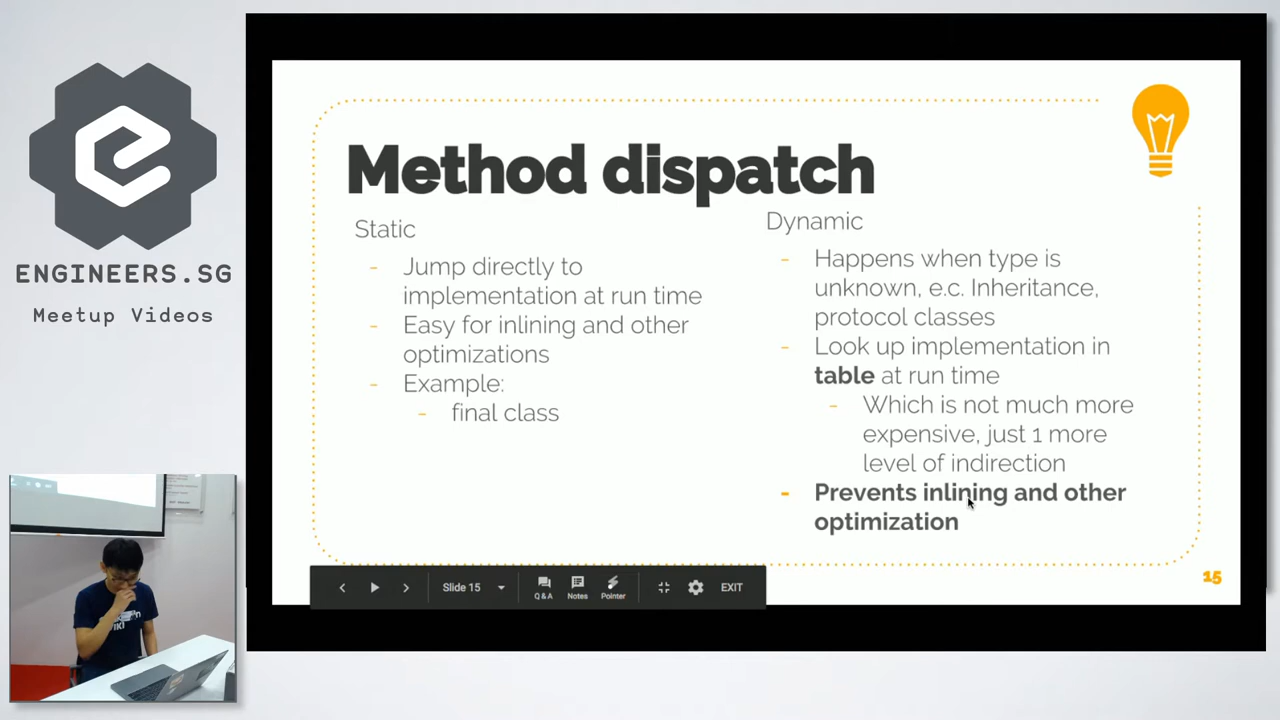 ENGINEERS.SG
Meetup Videos
Method dispatch
Static
- Jump directly to
implementation at run time
- Easy for inlining and other
optimizations
- Example:
- final class
Dynamic
- Happens when type is
unknown, e.c. Inheritance,
protocol classes
- Look up implementation in
table at run time
- Which is not much more
expensive, just 1 more
level of indirection
- Prevents inlining and other
optimization
15
Slide 15
Q & A
Notes
Pointer
EXIT